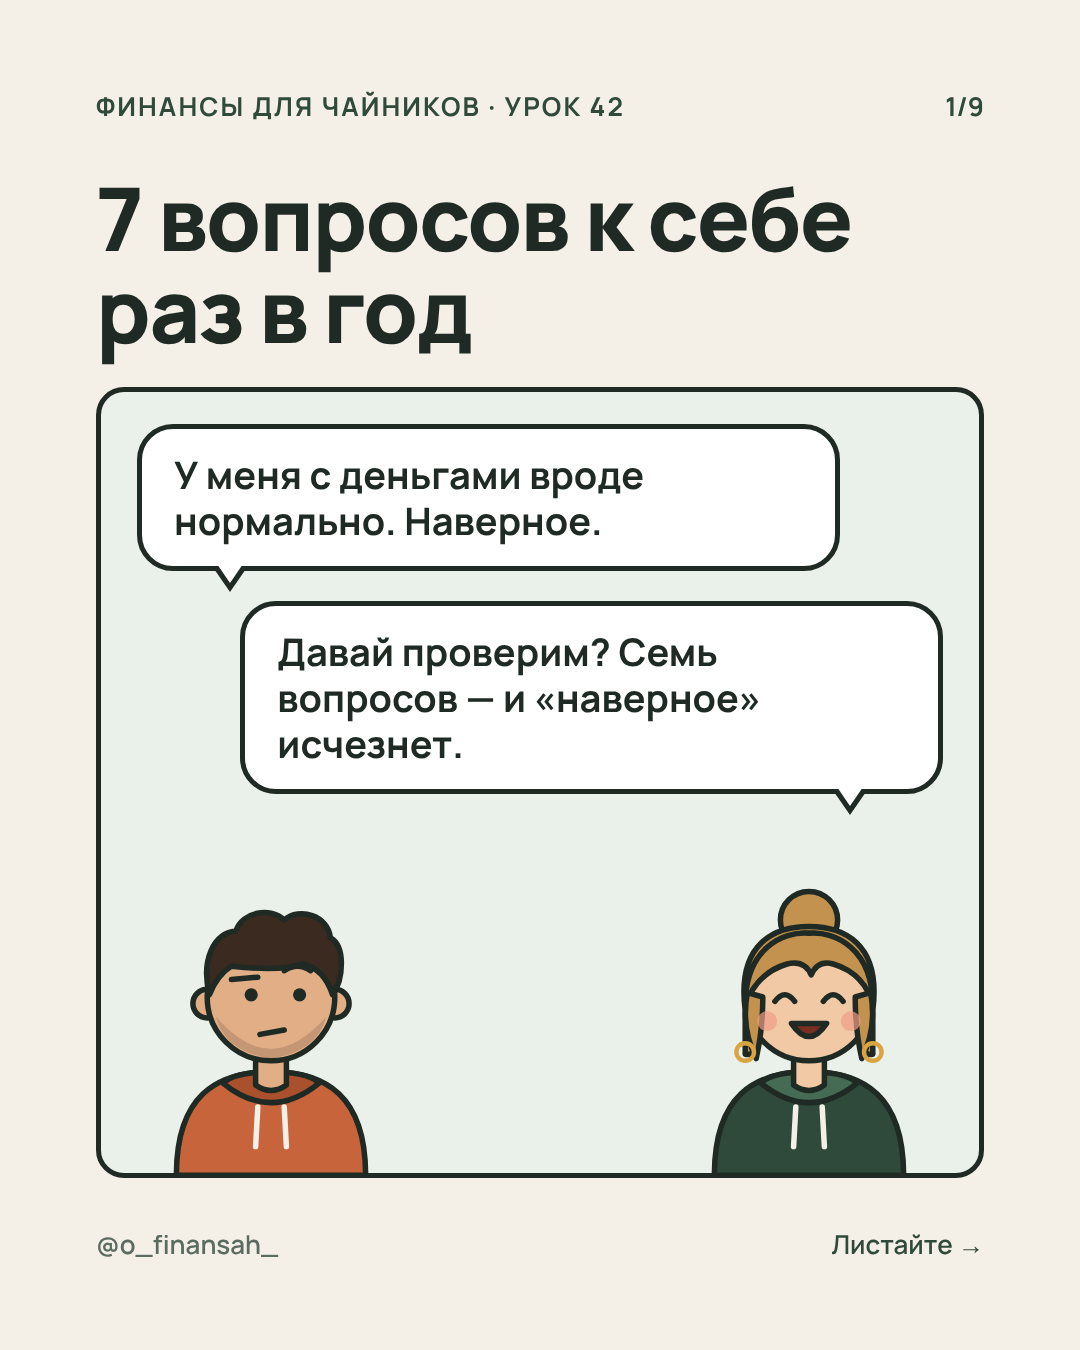 ФИНАНСЫ ДЛЯ ЧАЙНИКОВ · УРОК 42
1/9
7 вопросов к себе
раз в год
У меня с деньгами вроде
нормально. Наверное.
Давай проверим? Семь
вопросов — и «наверное»
исчезнет.
@o_finansah_
Листайте →